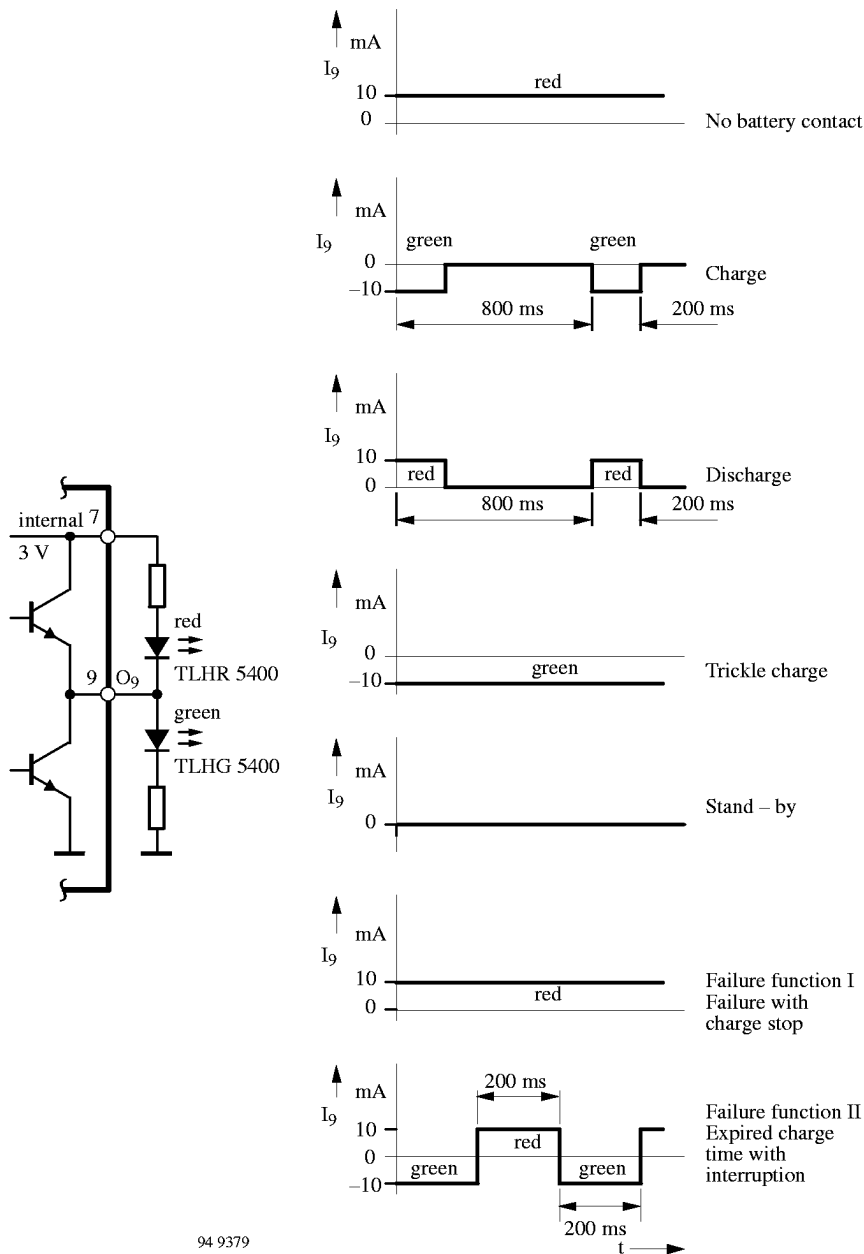 mA
I9
10
red
0
No battery contact
mA
I9
green
green
0
Charge
–10
800 ms
200 ms
mA
I9
10
red
red
Discharge
0
800 ms
200 ms
internal 7
3 V
red
TLHR 5400
9 O9
green
TLHG 5400
mA
I9
0
green
Trickle charge
–10
mA
I9
Stand – by
0
mA
I9
10
Failure function I
red
Failure with
0
charge stop
mA
200 ms
I9
Failure function II
10
red
Expired charge
time with
0
green
green
interruption
–10
200 ms
94 9379
t